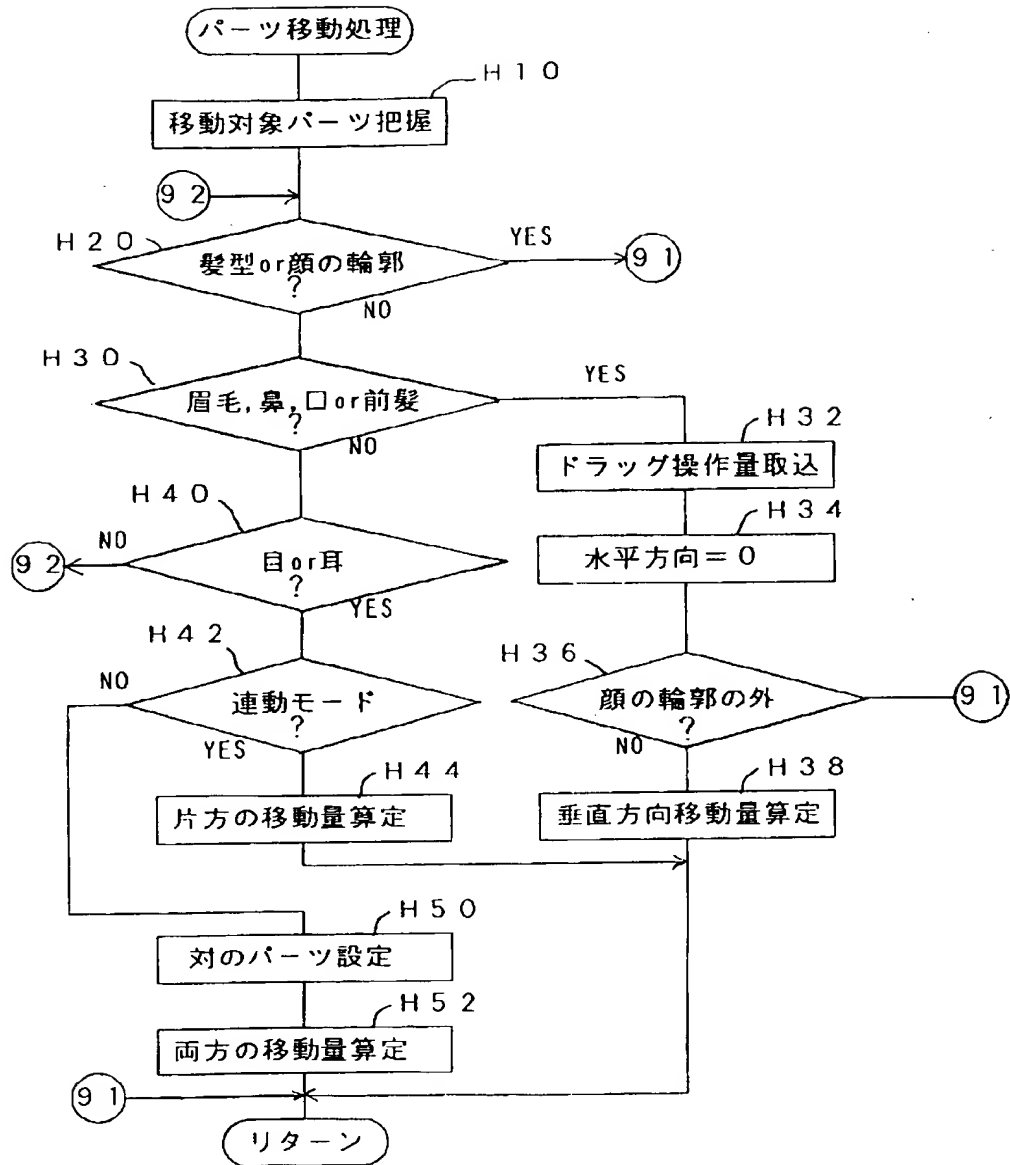 パーツ移動処理
H10
移動対象パーツ把握
92
H20
髪型or顔の輪郭
?
YES
91
NO
H30
眉毛,鼻,口or前髪
?
YES
NO
H32
ドラッグ操作量取込
H34
水平方向=0
H40
目or耳
?
NO
92
YES
H42
連動モード
?
NO
YES
H36
顔の輪郭の外
?
91
NO
H44
片方の移動量算定
H38
垂直方向移動量算定
H50
対のパーツ設定
H52
両方の移動量算定
91
リターン